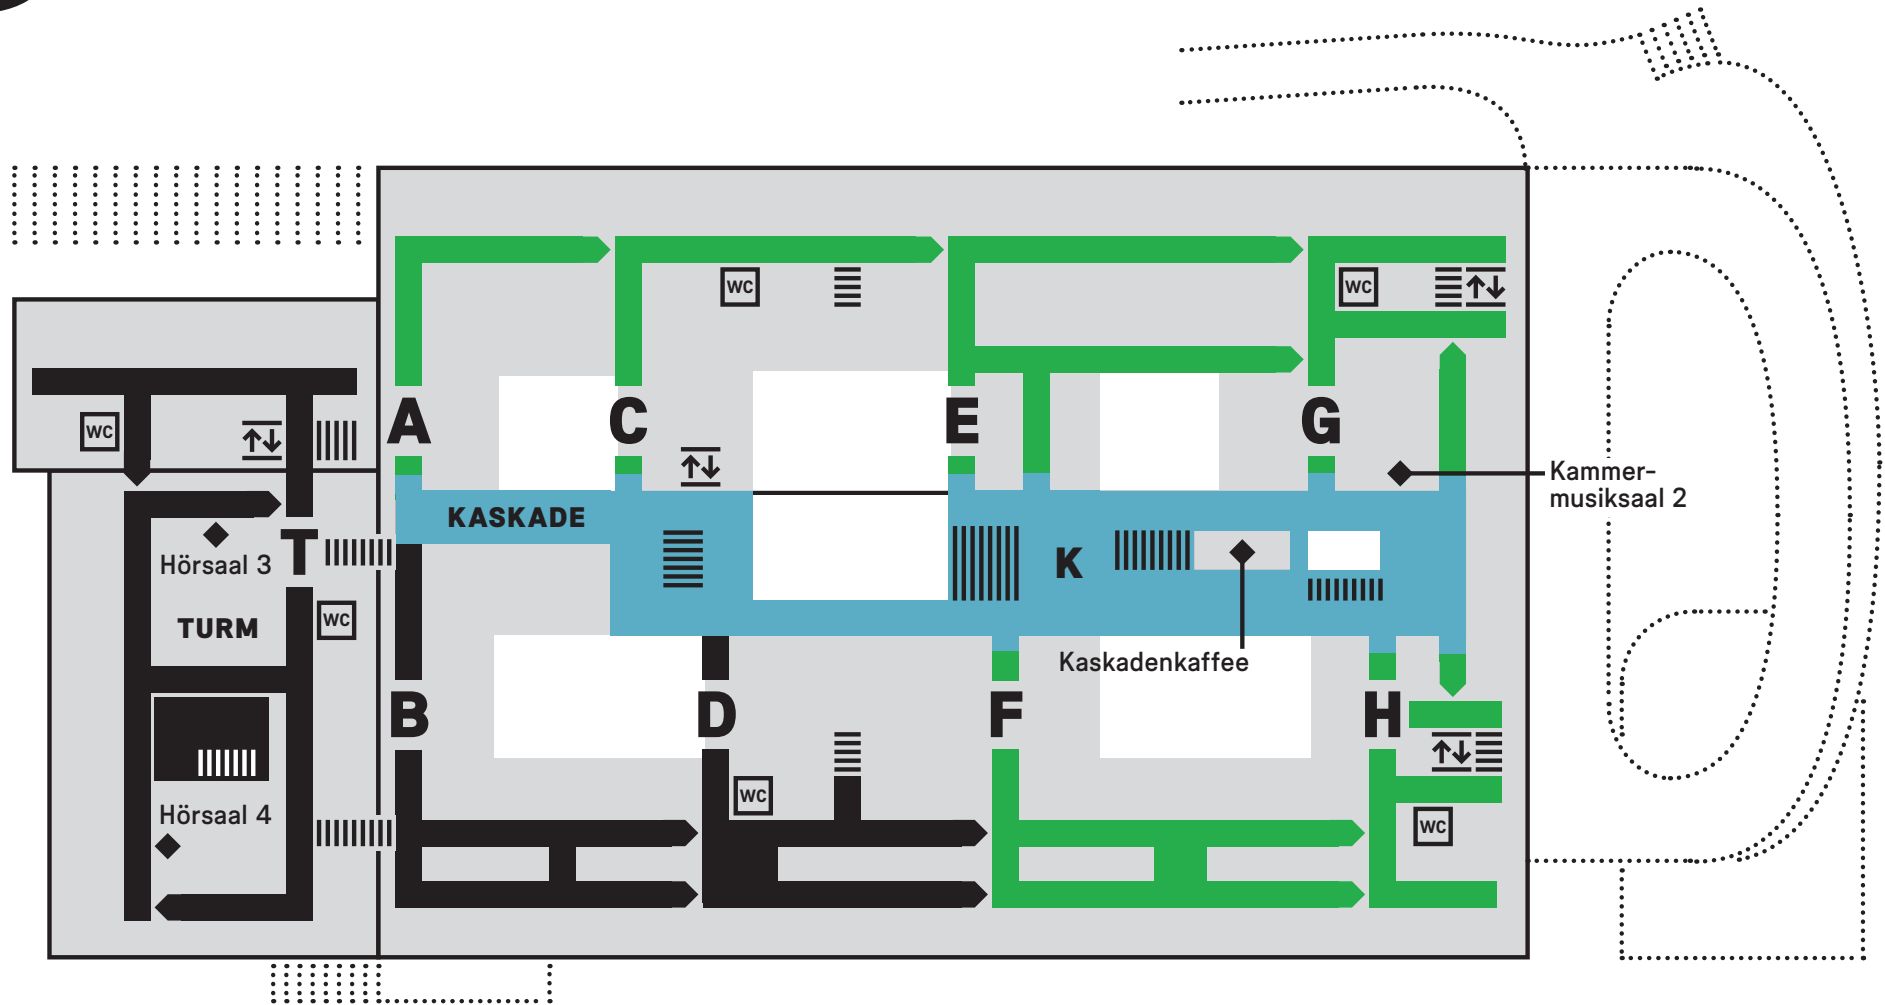 WC
WC
A
C
E
G
WC
Kammer-
musiksaal 2
KASKADE
T
Hörsaal 3
K
WC
TURM
Kaskadenkaffee
B
D
F
H
WC
Hörsaal 4
WC